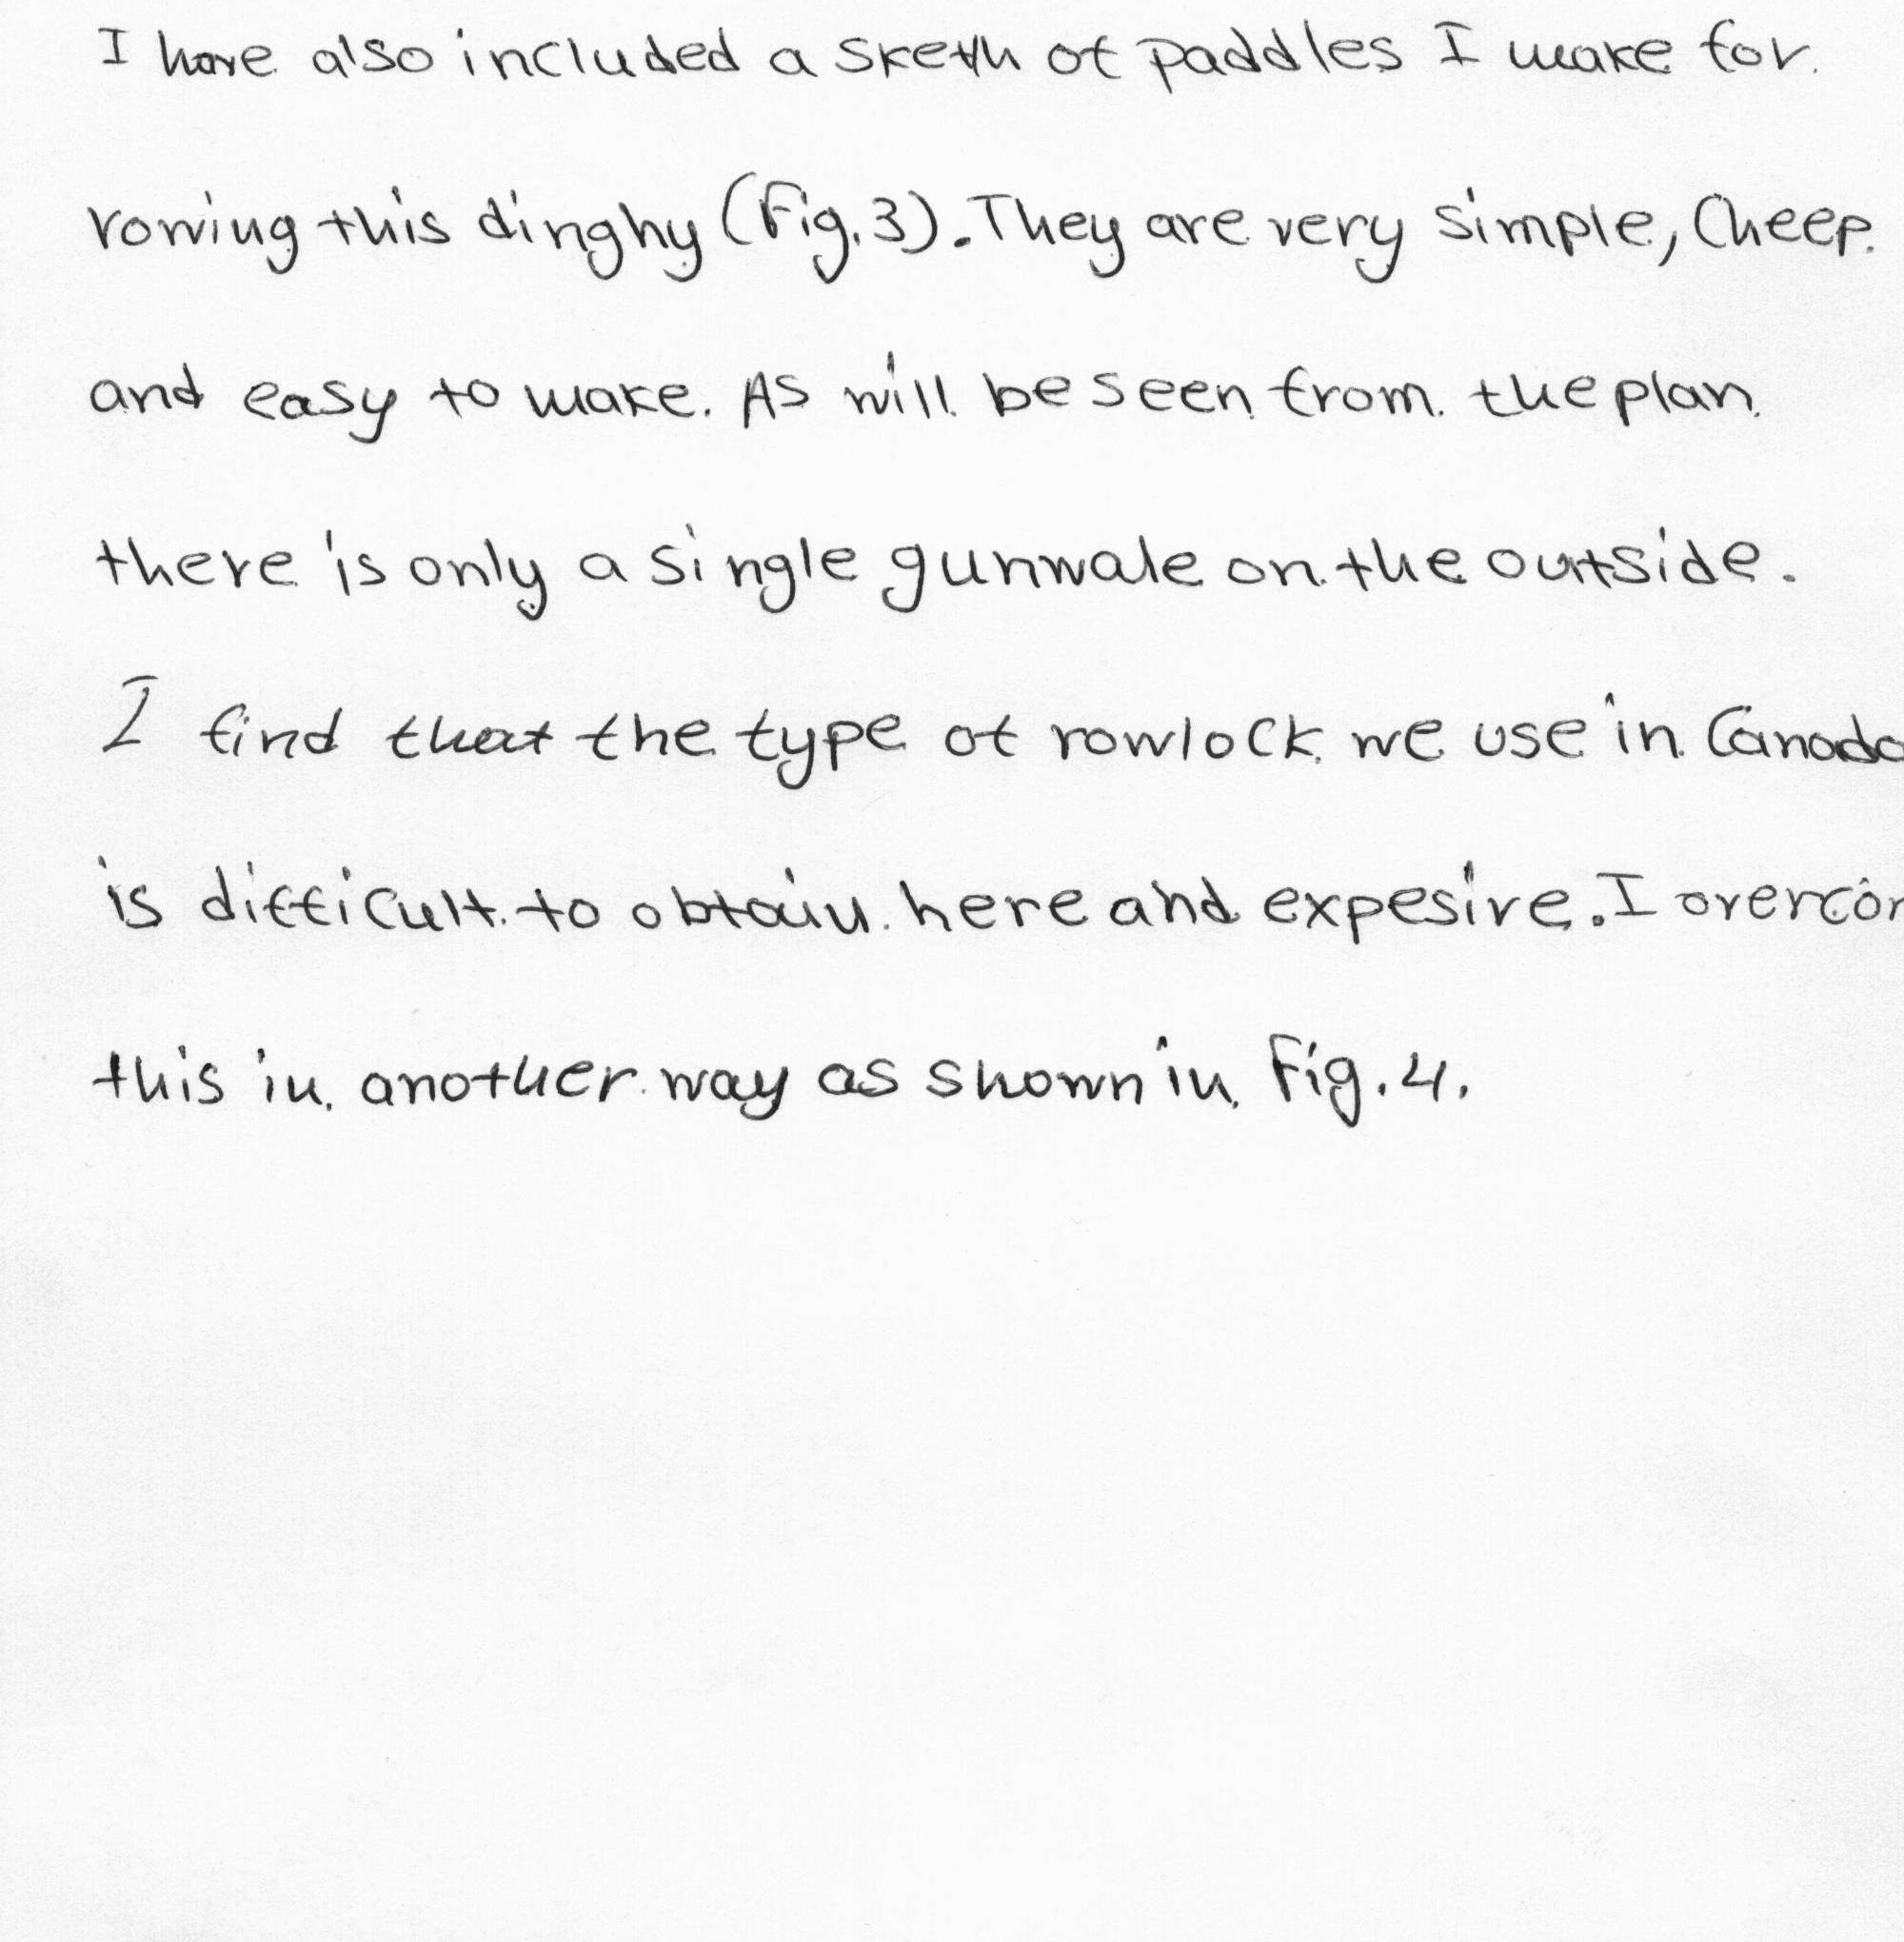 I have also included a sketh of paddles I make for
rowing this dinghy (Fig.3). They are very simple, Cheep
and easy to make. As will be seen from the plan
there is only a single gunwale on the outside.
I find that the type of rowlock we use in Canada
is difficult to obtain here and expesive. I overcom
this in another way as shown in Fig.4.